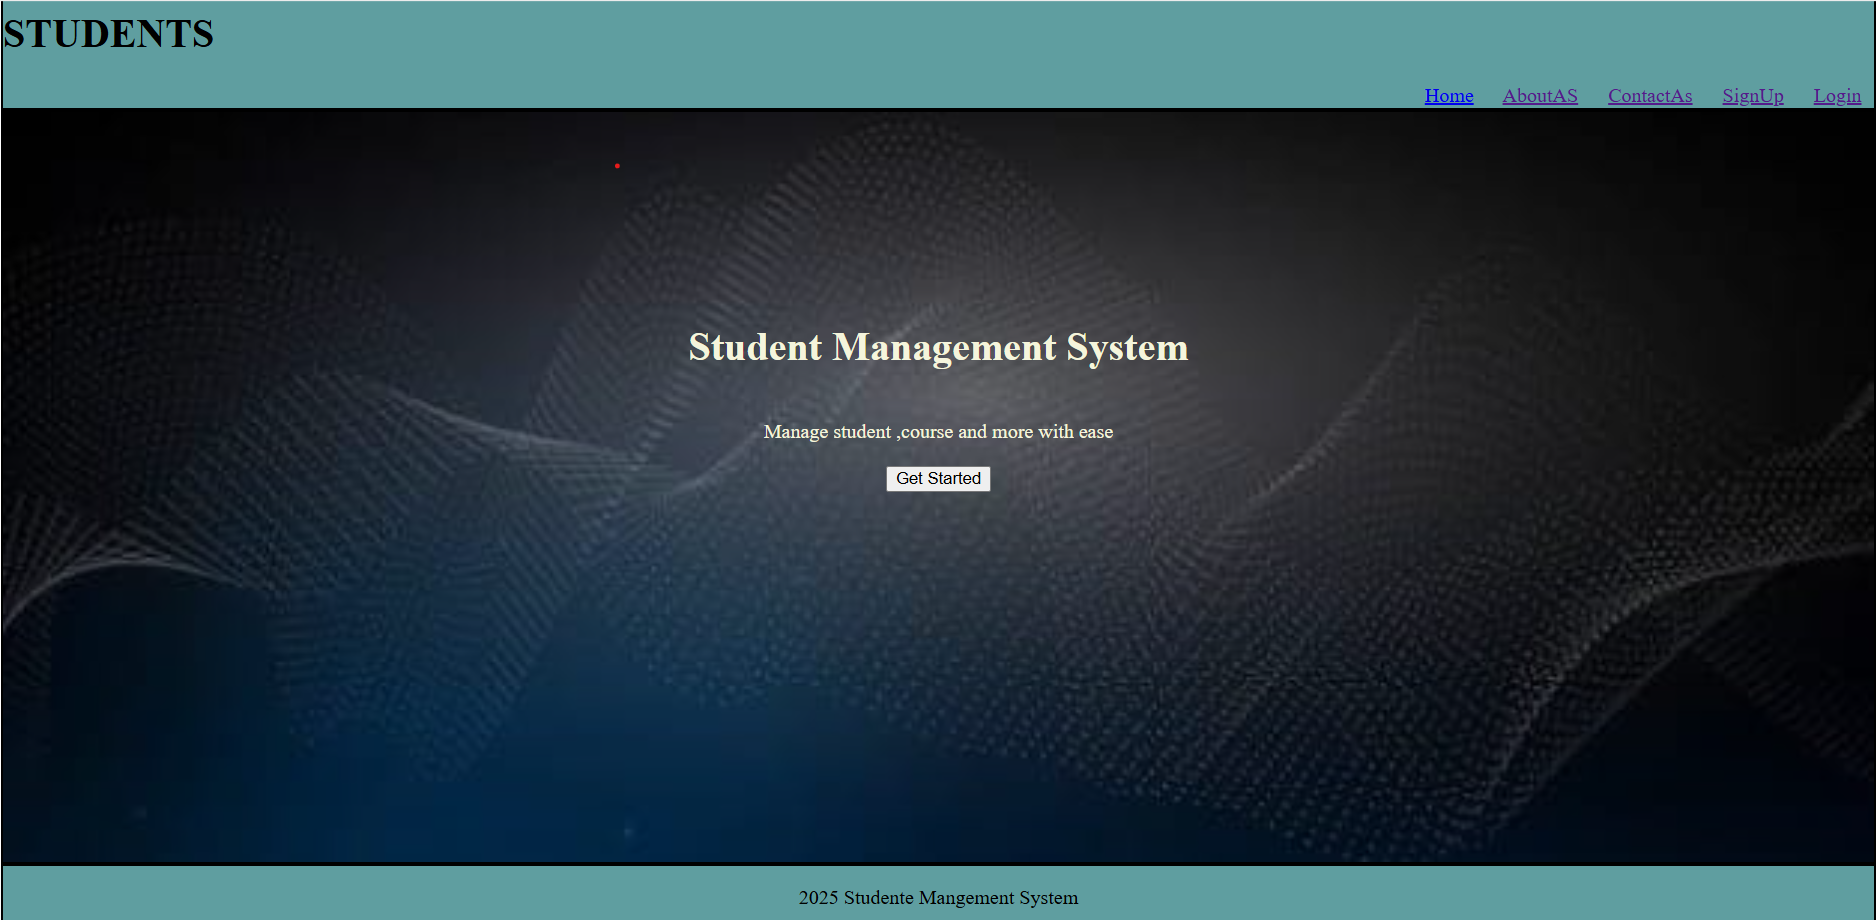 STUDENTS
Home AboutAS ContactAs SignUp Login
Student Management System
Manage student ,course and more with ease
Get Started
2025 Studente Mangement System